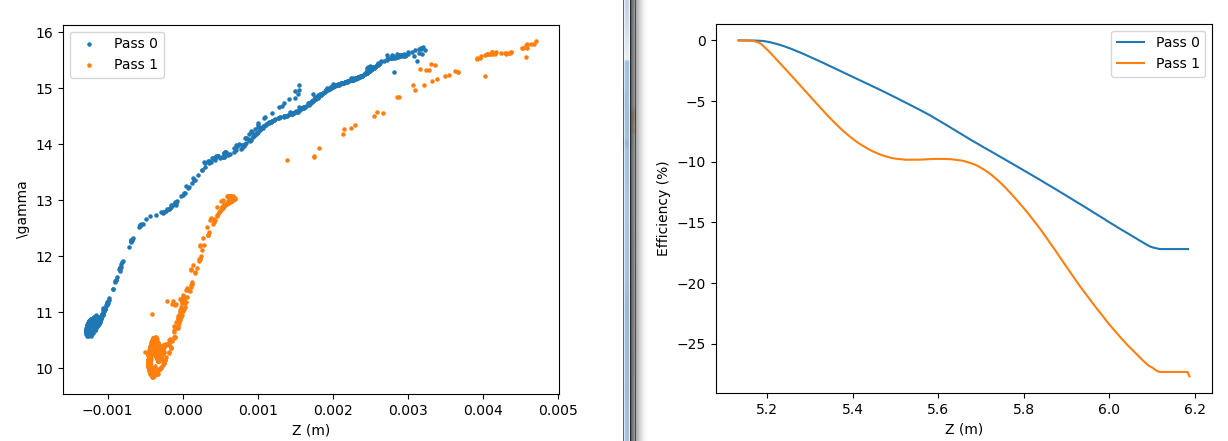 16
15
14
13
12
11
10
\gamma
Pass 0
Pass 1
−0.001 0.000 0.001 0.002 0.003 0.004 0.005
Z (m)
0
−5
−10
−15
−20
−25
Efficiency (%)
Pass 0
Pass 1
5.2 5.4 5.6 5.8 6.0 6.2
Z (m)